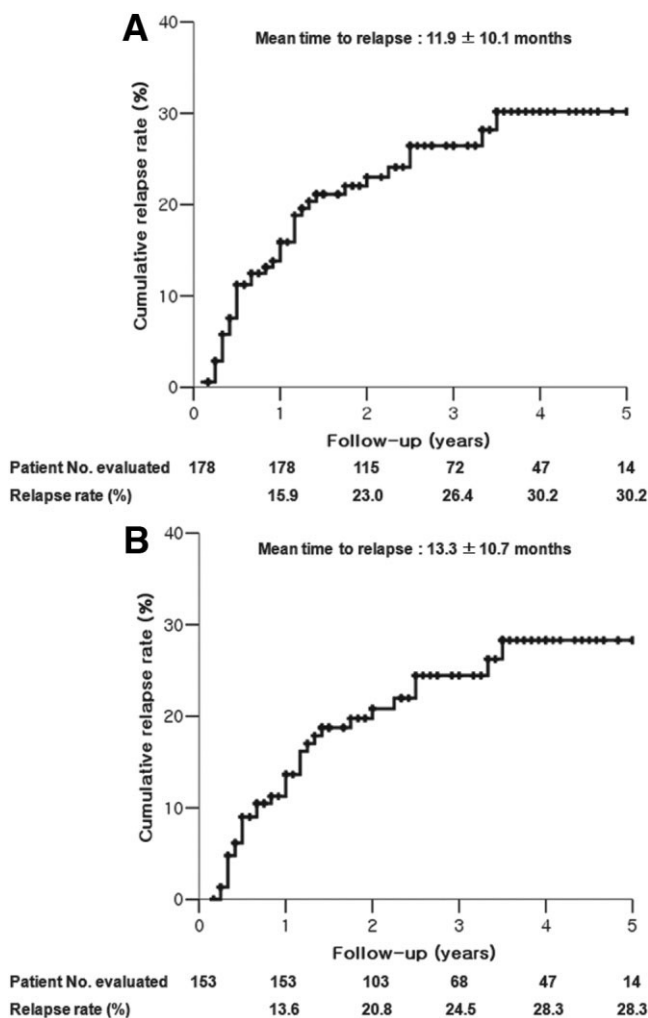 A
Mean time to relapse : 11.9 ± 10.1 months
Cumulative relapse rate (%)
40
30
20
10
0
0 1 2 3 4 5
Follow-up (years)
Patient No. evaluated 178 178 115 72 47 14
Relapse rate (%) 15.9 23.0 26.4 30.2 30.2
B
Mean time to relapse : 13.3 ± 10.7 months
Cumulative relapse rate (%)
40
30
20
10
0
0 1 2 3 4 5
Follow-up (years)
Patient No. evaluated 153 153 103 68 47 14
Relapse rate (%) 13.6 20.8 24.5 28.3 28.3